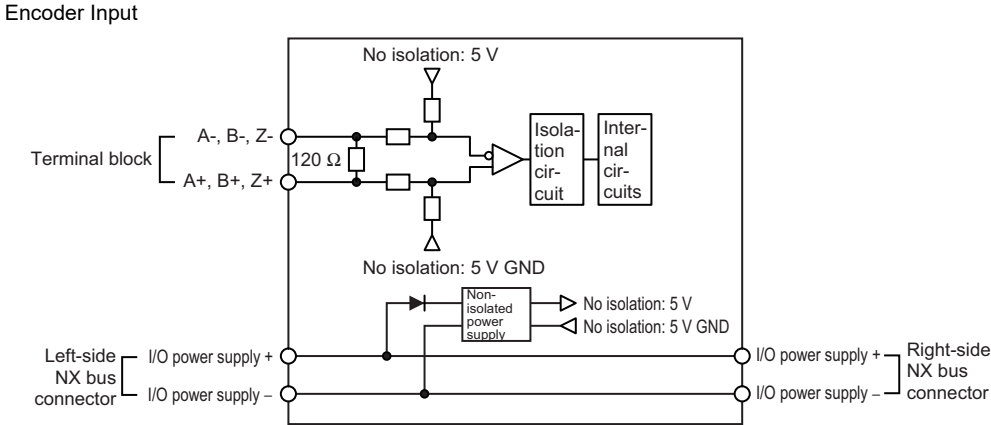 Encoder Input
No isolation: 5 V
A-, B-, Z-
Terminal block
120 Ω
A+, B+, Z+
Isola-
tion
cir-
cuit
Inter-
nal
cir-
cuits
No isolation: 5 V GND
Non-
isolated
power
supply
No isolation: 5 V
No isolation: 5 V GND
Left-side
NX bus
connector
I/O power supply +
I/O power supply –
I/O power supply +
I/O power supply –
Right-side
NX bus
connector